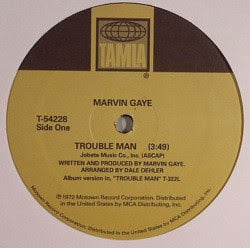 TAMLA
MARVIN GAYE
T-54228
Side One
TROUBLE MAN (3:49)
Jobete Music Co., Inc. (ASCAP)
WRITTEN AND PRODUCED BY MARVIN GAYE.
ARRANGED BY DALE OEHLER
Album version in, "TROUBLE MAN" T-322L
℗ 1972 Motown Record Corporation. Distributed
in the United States by MCA Distributing, Inc.